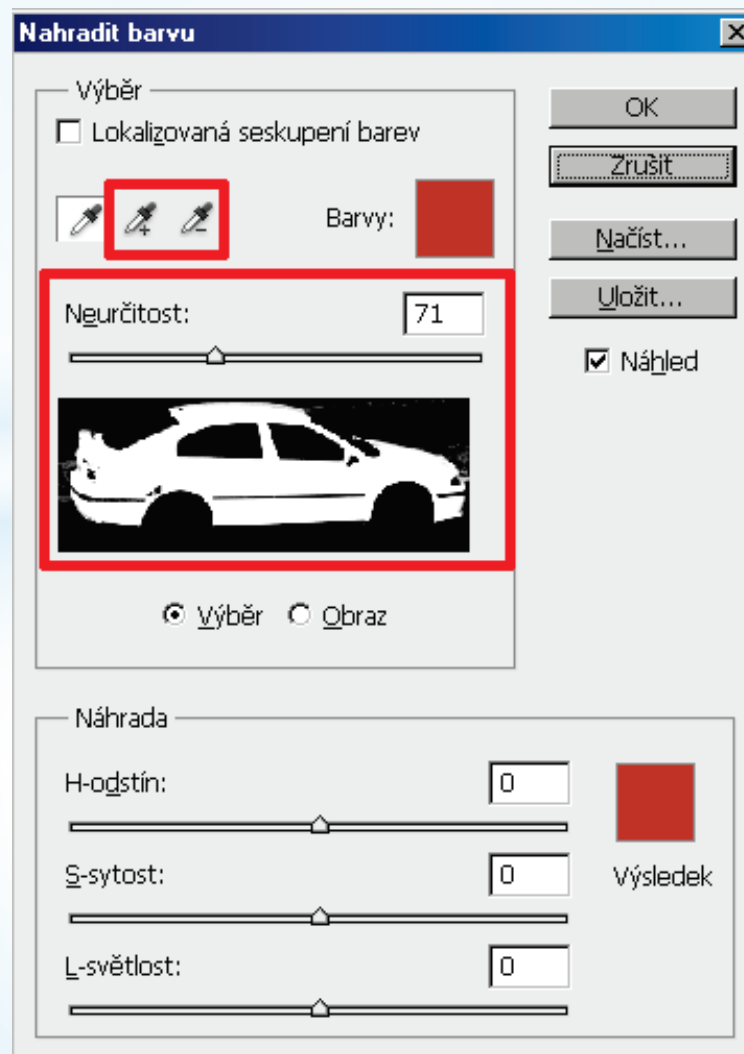 Nahradit barvu
Výběr
Lokalizovaná seskupení barev
Barvy:
Neurčitost: 71
Výběr Obraz
OK
Zrušit
Načíst...
Uložit...
Náhled
Náhrada
H-odstín: 0
S-sytost: 0
Výsledek
L-světlost: 0